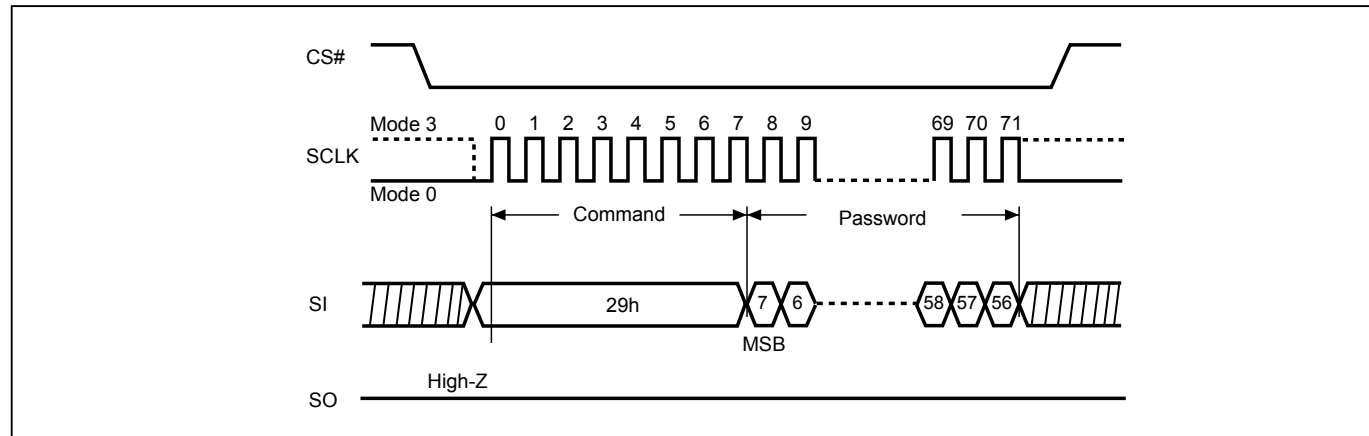 CS#
Mode 3 0 1 2 3 4 5 6 7 8 9 69 70 71
SCLK
Mode 0
Command Password
SI 29h 7 6 58 57 56
MSB
High-Z
SO